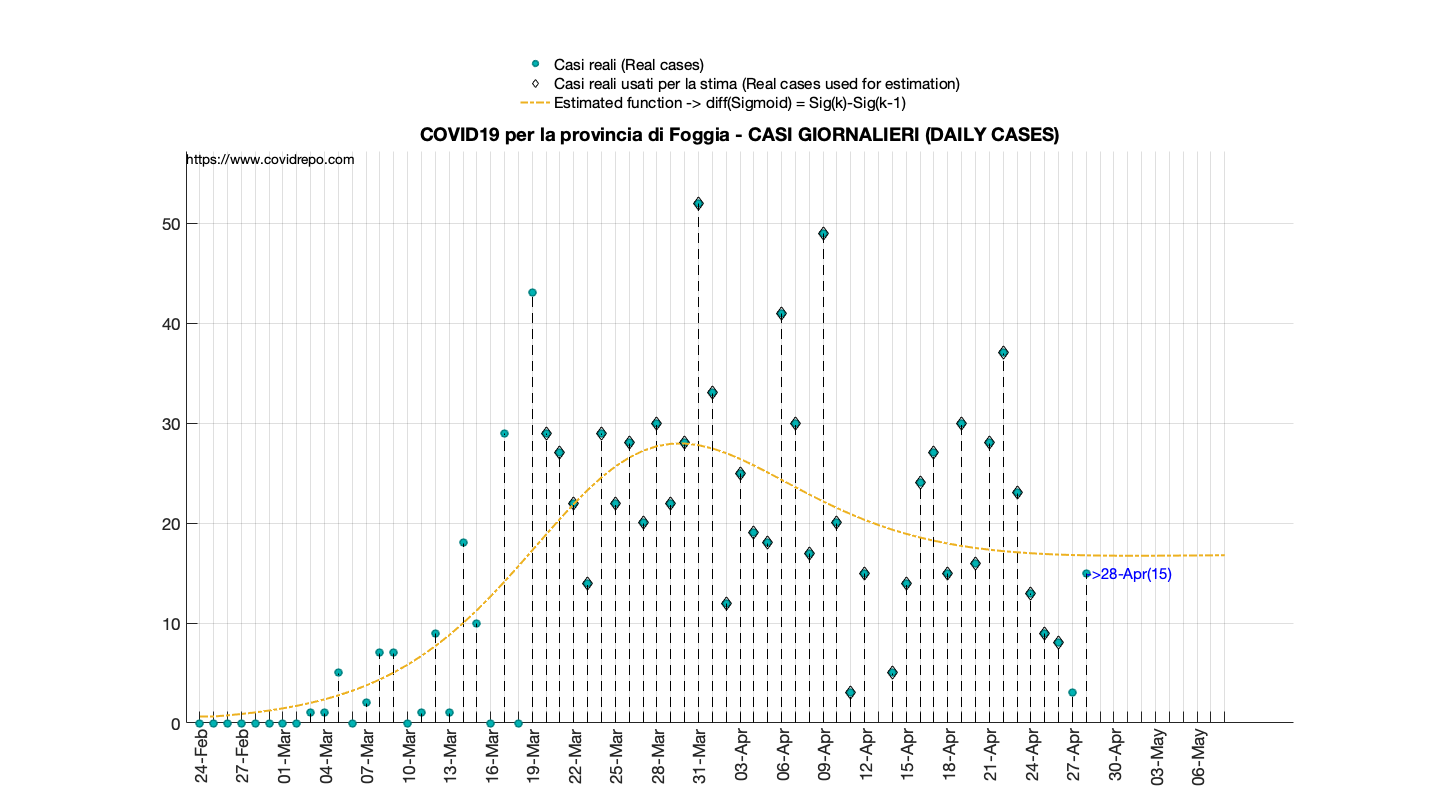 Casi reali (Real cases)
Casi reali usati per la stima (Real cases used for estimation)
Estimated function -> diff(Sigmoid) = Sig(k)-Sig(k-1)
COVID19 per la provincia di Foggia - CASI GIORNALIERI (DAILY CASES)
https://www.covidrepo.com
50
40
30
20
10
0
->28-Apr(15)
24-Feb
27-Feb
01-Mar
04-Mar
07-Mar
10-Mar
13-Mar
16-Mar
19-Mar
22-Mar
25-Mar
28-Mar
31-Mar
03-Apr
06-Apr
09-Apr
12-Apr
15-Apr
18-Apr
21-Apr
24-Apr
27-Apr
30-Apr
03-May
06-May